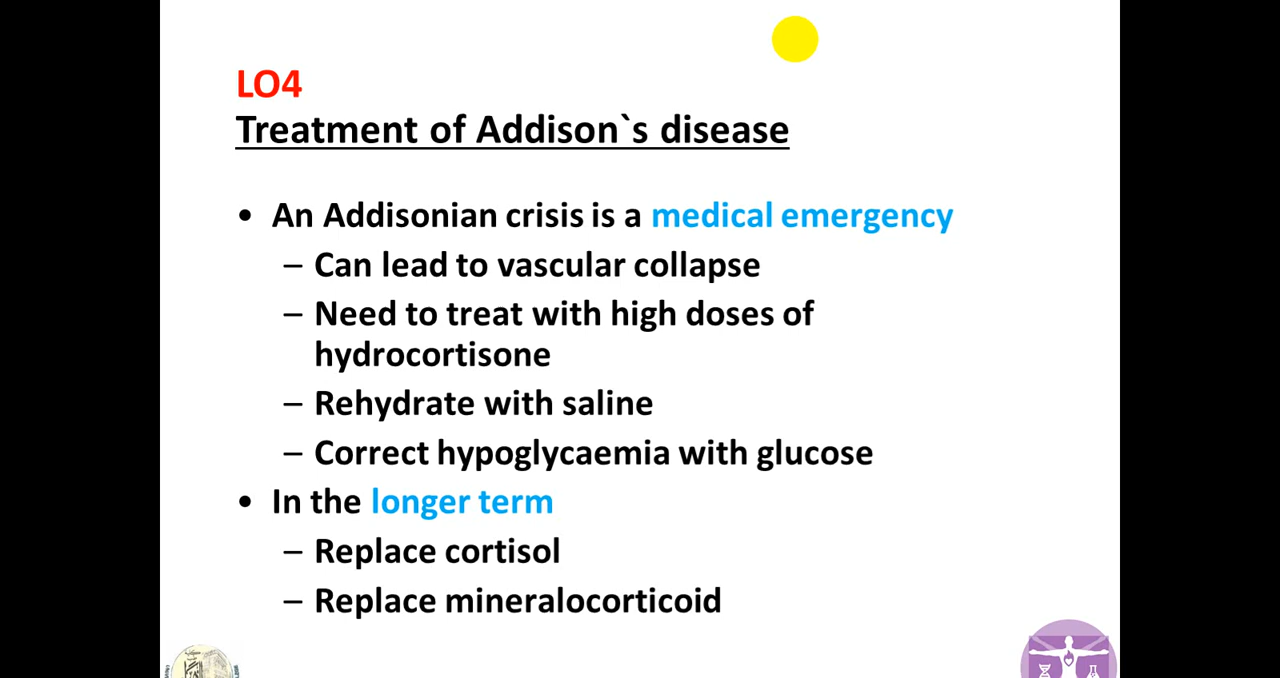 LO4
Treatment of Addison`s disease
• An Addisonian crisis is a medical emergency
– Can lead to vascular collapse
– Need to treat with high doses of
hydrocortisone
– Rehydrate with saline
– Correct hypoglycaemia with glucose
• In the longer term
– Replace cortisol
– Replace mineralocorticoid